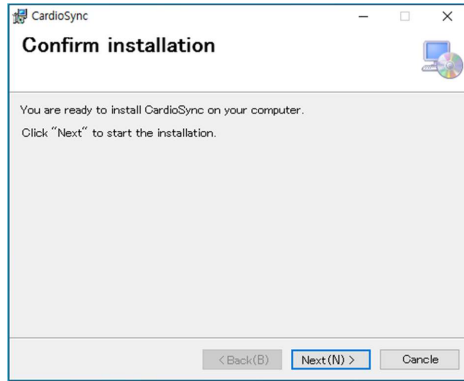 CardioSync
Confirm installation
You are ready to install CardioSync on your computer.
Click "Next" to start the installation.
<Back(B)
Next(N) >
Cancle